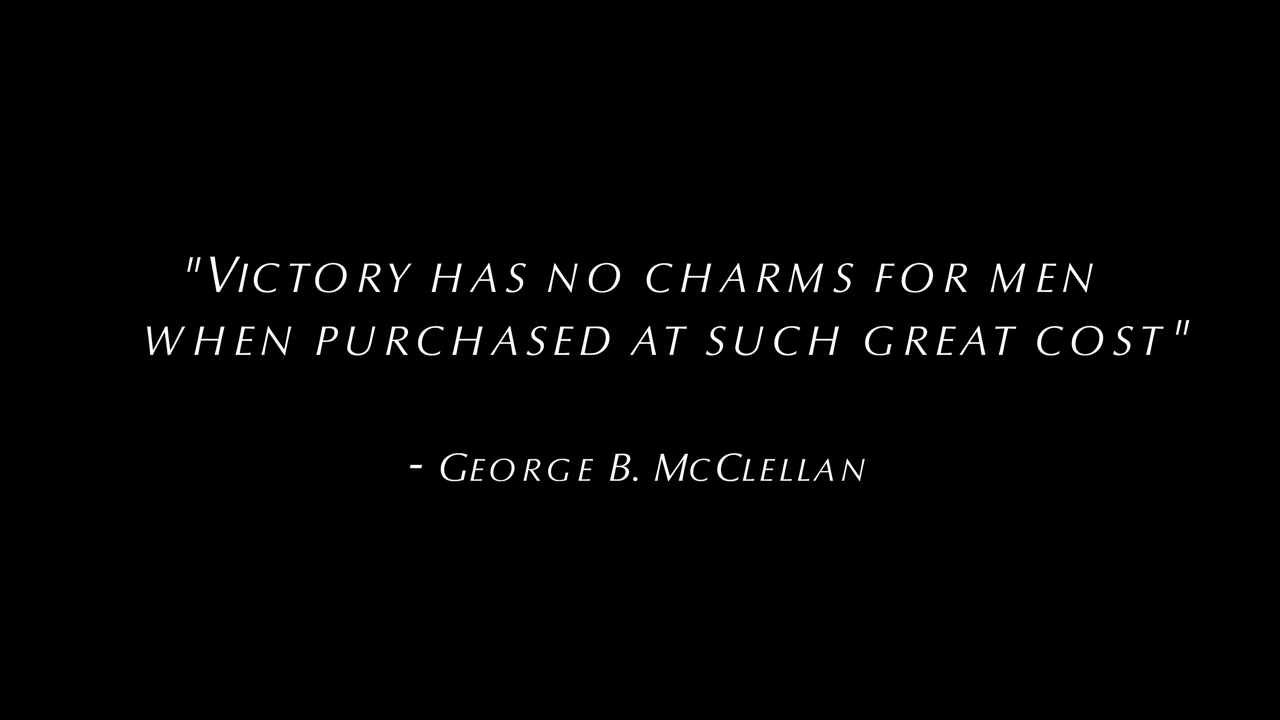 "Victory has no charms for men
when purchased at such great cost"
- George B. McClellan